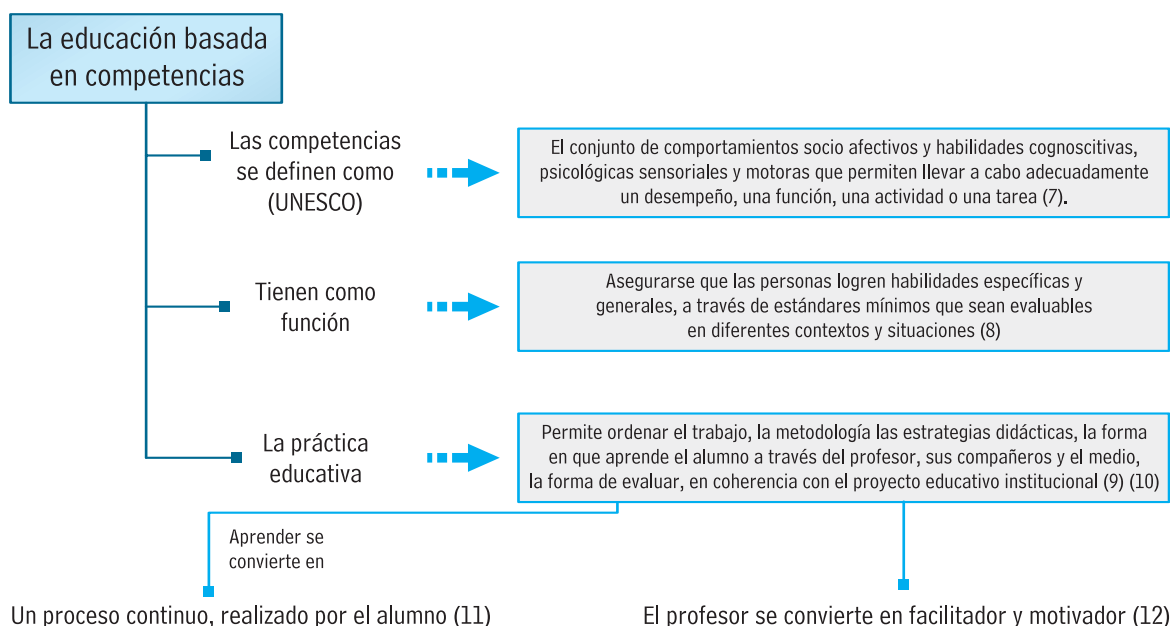 La educación basada
en competencias
Las competencias
se definen como
(UNESCO)
El conjunto de comportamientos socio afectivos y habilidades cognoscitivas,
psicológicas sensoriales y motoras que permiten llevar a cabo adecuadamente
un desempeño, una función, una actividad o una tarea (7).
Tienen como
función
Asegurarse que las personas logren habilidades específicas y
generales, a través de estándares mínimos que sean evaluables
en diferentes contextos y situaciones (8)
La práctica
educativa
Permite ordenar el trabajo, la metodología las estrategias didácticas, la forma
en que aprende el alumno a través del profesor, sus compañeros y el medio,
la forma de evaluar, en coherencia con el proyecto educativo institucional (9) (10)
Aprender se
convierte en
Un proceso continuo, realizado por el alumno (11)
El profesor se convierte en facilitador y motivador (12)